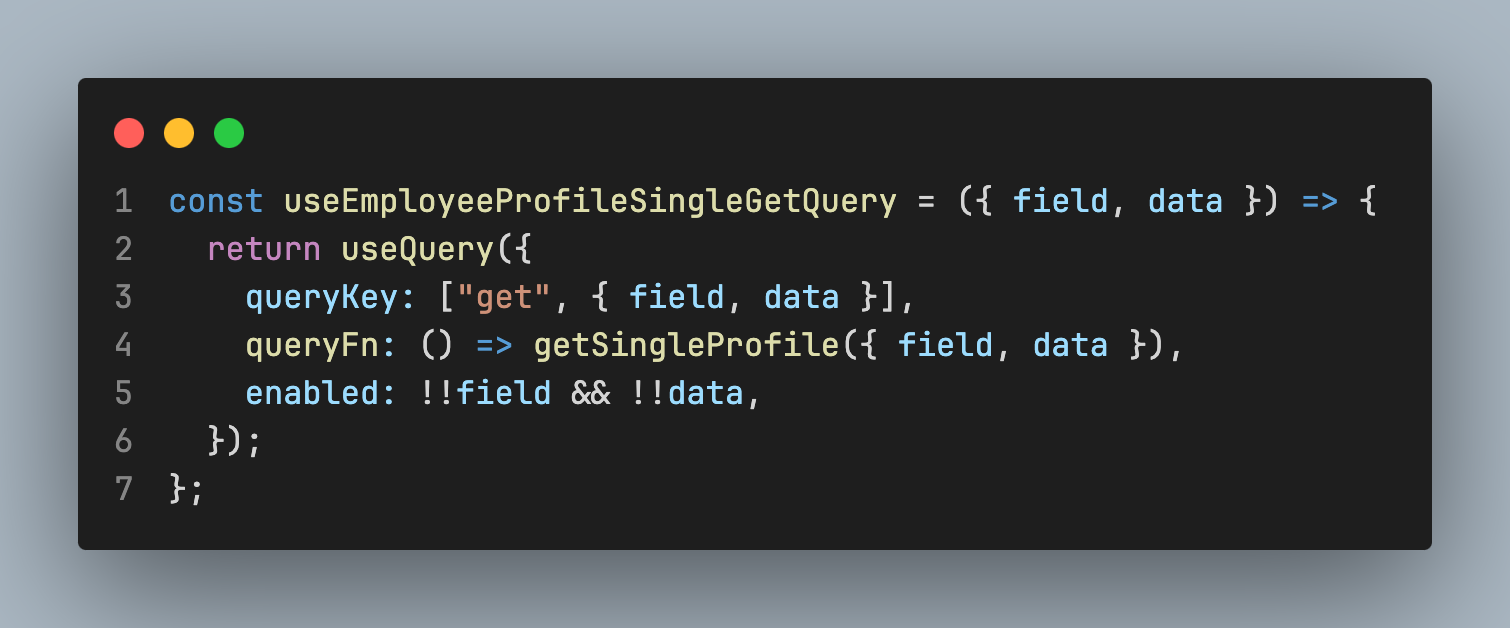 1 const useEmployeeProfileSingleGetQuery = ({ field, data }) => {
2   return useQuery({
3     queryKey: ["get", { field, data }],
4     queryFn: () => getSingleProfile({ field, data }),
5     enabled: !!field && !!data,
6   });
7 };